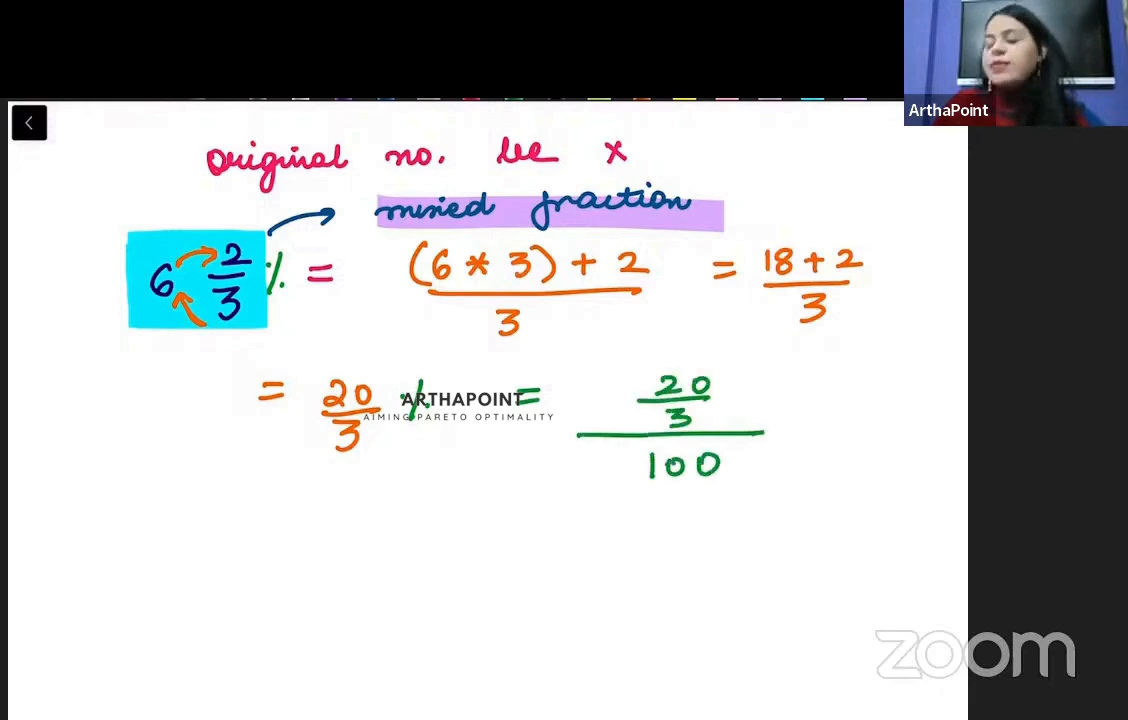 ArthaPoint
original no. be x
mixed fraction
6 2/3 % = (6 * 3) + 2 / 3 = 18 + 2 / 3
= 20/3 % = 20/3 / 100
ARTHAPOINT
AIMING PARETO OPTIMALITY
zoom